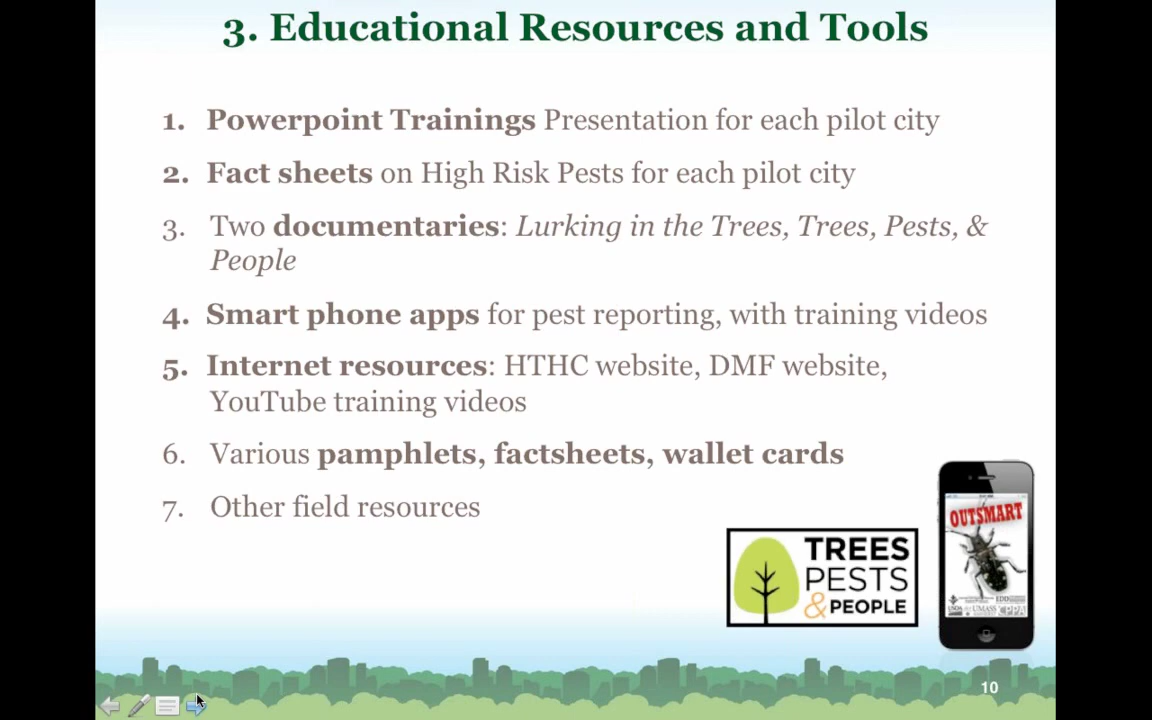 3. Educational Resources and Tools
1. Powerpoint Trainings Presentation for each pilot city
2. Fact sheets on High Risk Pests for each pilot city
3. Two documentaries: Lurking in the Trees, Trees, Pests, &
People
4. Smart phone apps for pest reporting, with training videos
5. Internet resources: HTHC website, DMF website,
YouTube training videos
6. Various pamphlets, factsheets, wallet cards
7. Other field resources
TREES
PESTS
& PEOPLE
OUTSMART
USDA
UMASS
10